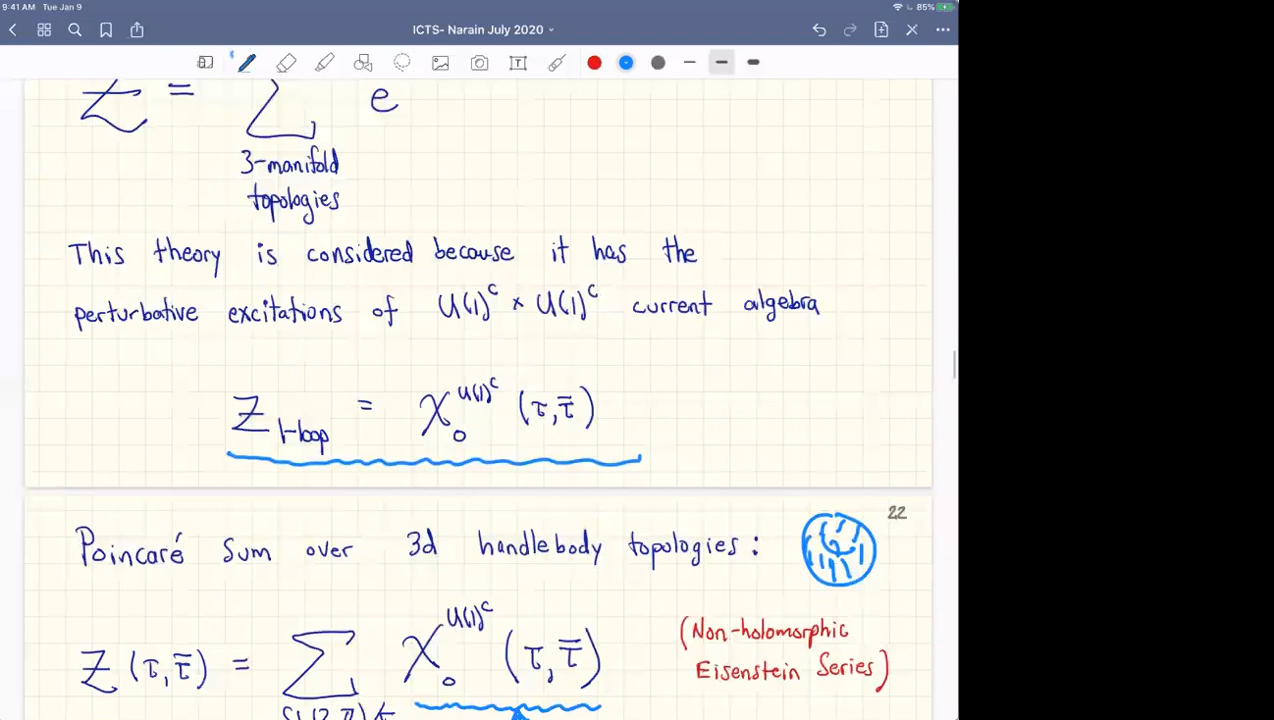 9:41 AM Tue Jan 9
85%
ICTS- Narain July 2020
Z = ∑ e
3-manifold
topologies
This theory is considered because it has the
perturbative excitations of U(1)^c × U(1)^c current algebra
Z_{1-loop} = χ_0^{U(1)^c} (τ, τ̄)
22
Poincaré Sum over 3d handlebody topologies :
Z (τ, τ̄) = ∑ χ_0^{U(1)^c} (τ, τ̄)
(Non-holomorphic
Eisenstein Series)